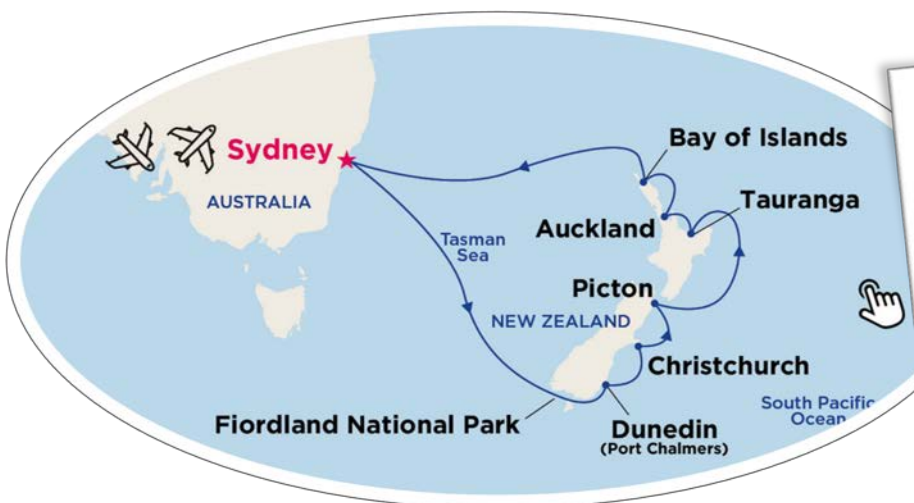 Bay of Islands
Sydney
Tauranga
AUSTRALIA
Auckland
Tasman
Sea
Picton
NEW ZEALAND
Christchurch
Fiordland National Park
South Pacific
Ocean
Dunedin
(Port Chalmers)